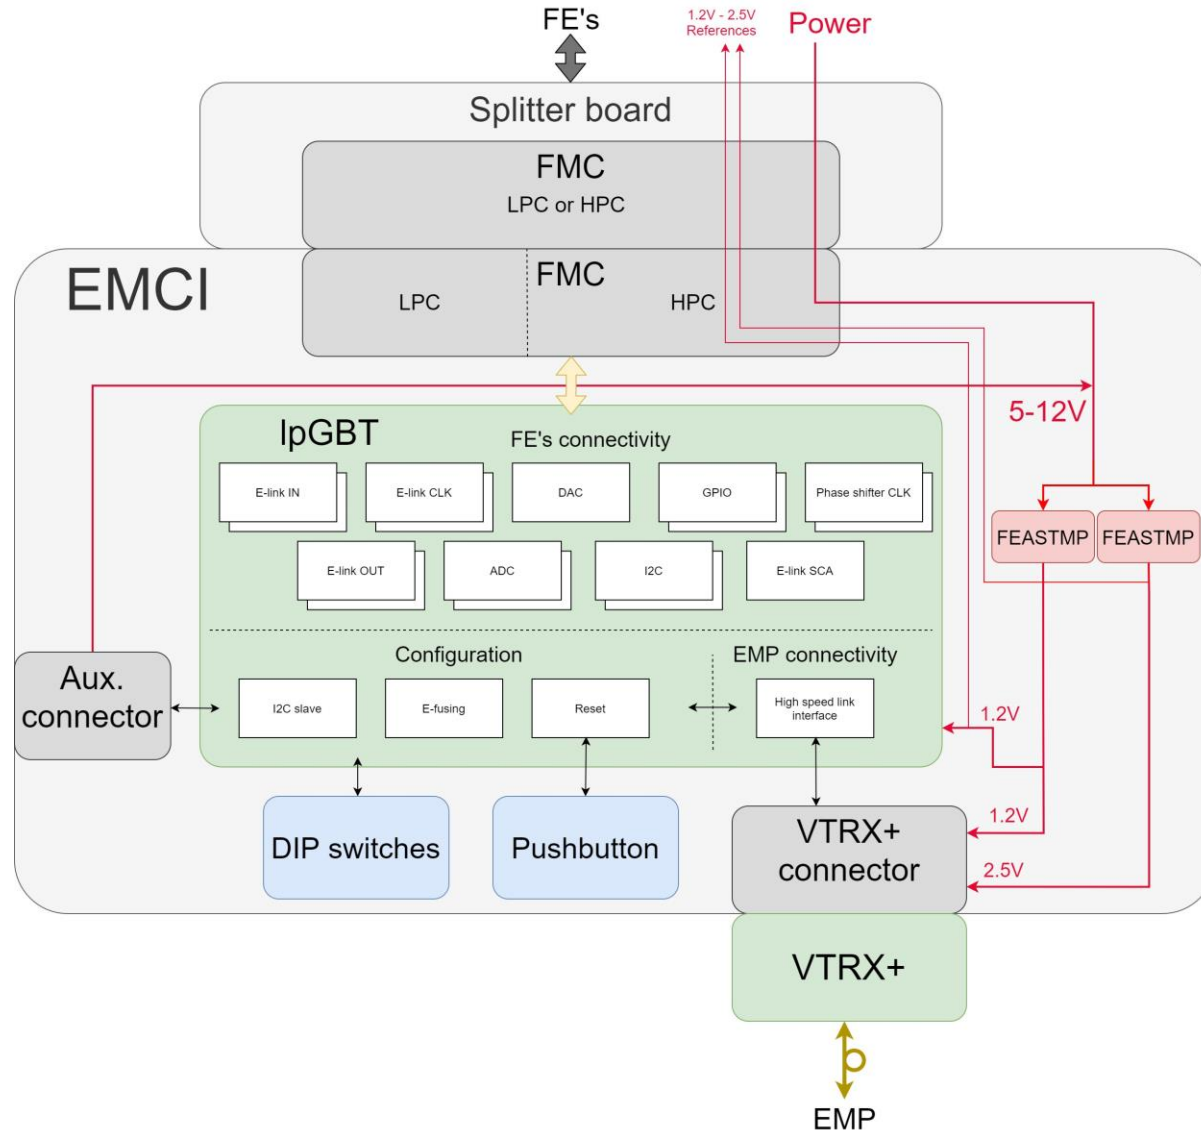 FE's
1.2V - 2.5V
References
Power
Splitter board
FMC
LPC or HPC
EMCI
FMC
LPC
HPC
5-12V
lpGBT
FE's connectivity
E-link IN
E-link CLK
DAC
GPIO
Phase shifter CLK
FEASTMP
FEASTMP
E-link OUT
ADC
I2C
E-link SCA
Configuration
EMP connectivity
Aux.
connector
I2C slave
E-fusing
Reset
High speed link
interface
1.2V
DIP switches
Pushbutton
VTRX+
connector
1.2V
2.5V
VTRX+
EMP